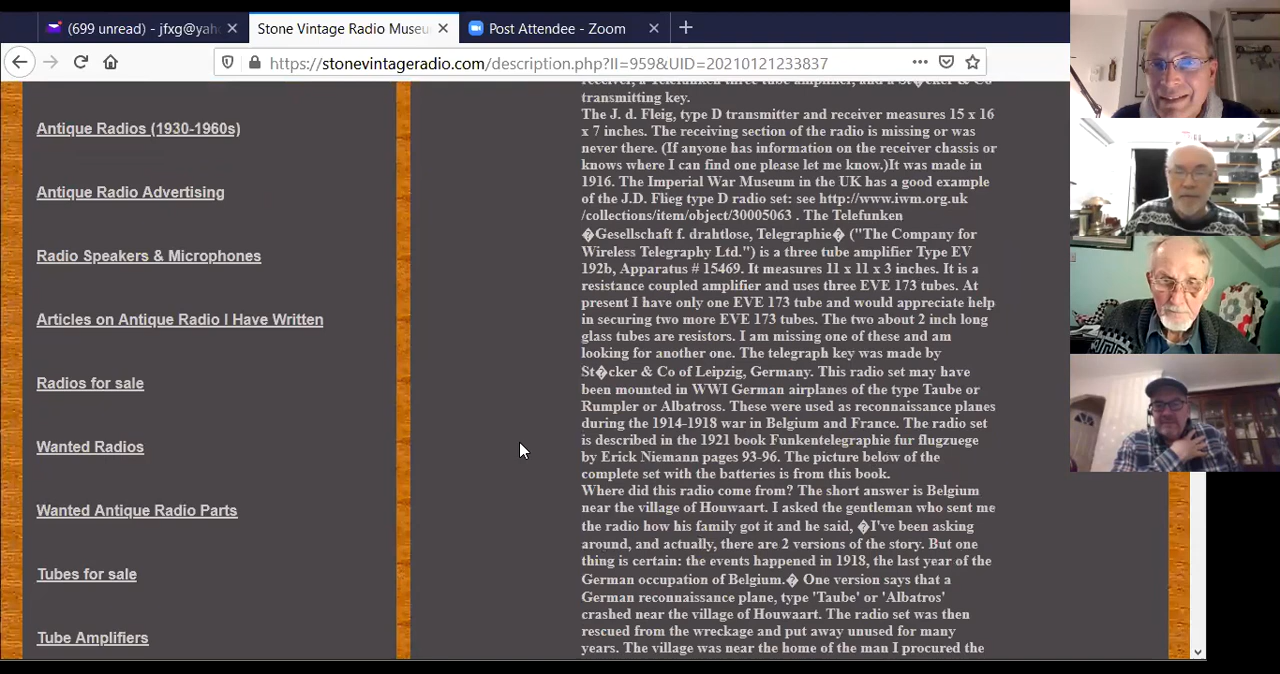 (699 unread) - jfxg@yah
Stone Vintage Radio Museu
Post Attendee - Zoom
https://stonevintageradio.com/description.php?II=959&UID=20210121233837
Antique Radios (1930-1960s)
Antique Radio Advertising
Radio Speakers & Microphones
Articles on Antique Radio I Have Written
Radios for sale
Wanted Radios
Wanted Antique Radio Parts
Tubes for sale
Tube Amplifiers
receiver, a Telefunken three tube amplifier, and a St�cker & Co
transmitting key.
The J. d. Fleig, type D transmitter and receiver measures 15 x 16
x 7 inches. The receiving section of the radio is missing or was
never there. (If anyone has information on the receiver chassis or
knows where I can find one please let me know.)It was made in
1916. The Imperial War Museum in the UK has a good example
of the J.D. Flieg type D radio set: see http://www.iwm.org.uk
/collections/item/object/30005063 . The Telefunken
�Gesellschaft f. drahtlose, Telegraphie� ("The Company for
Wireless Telegraphy Ltd.") is a three tube amplifier Type EV
192b, Apparatus # 15469. It measures 11 x 11 x 3 inches. It is a
resistance coupled amplifier and uses three EVE 173 tubes. At
present I have only one EVE 173 tube and would appreciate help
in securing two more EVE 173 tubes. The two about 2 inch long
glass tubes are resistors. I am missing one of these and am
looking for another one. The telegraph key was made by
St�cker & Co of Leipzig, Germany. This radio set may have
been mounted in WWI German airplanes of the type Taube or
Rumpler or Albatross. These were used as reconnaissance planes
during the 1914-1918 war in Belgium and France. The radio set
is described in the 1921 book Funkentelegraphie fur flugzuege
by Erick Niemann pages 93-96. The picture below of the
complete set with the batteries is from this book.
Where did this radio come from? The short answer is Belgium
near the village of Houwaart. I asked the gentleman who sent me
the radio how his family got it and he said, �I've been asking
around, and actually, there are 2 versions of the story. But one
thing is certain: the events happened in 1918, the last year of the
German occupation of Belgium.� One version says that a
German reconnaissance plane, type 'Taube' or 'Albatros'
crashed near the village of Houwaart. The radio set was then
rescued from the wreckage and put away unused for many
years. The village was near the home of the man I procured the